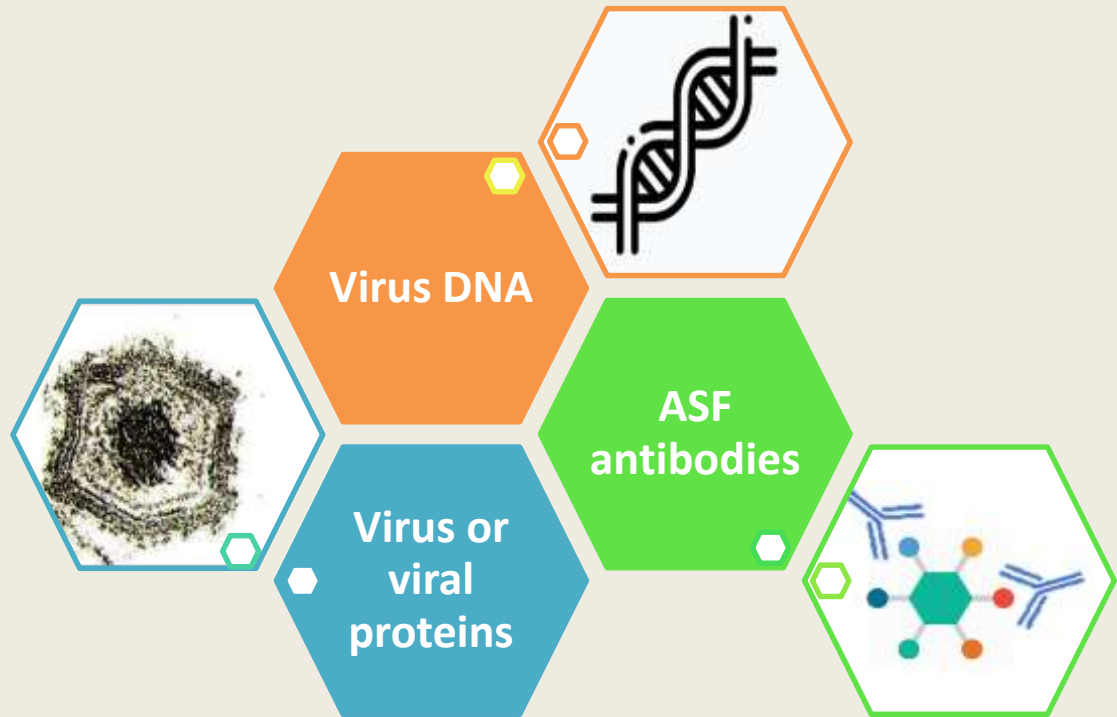 Virus DNA
ASF
antibodies
Virus or
viral
proteins